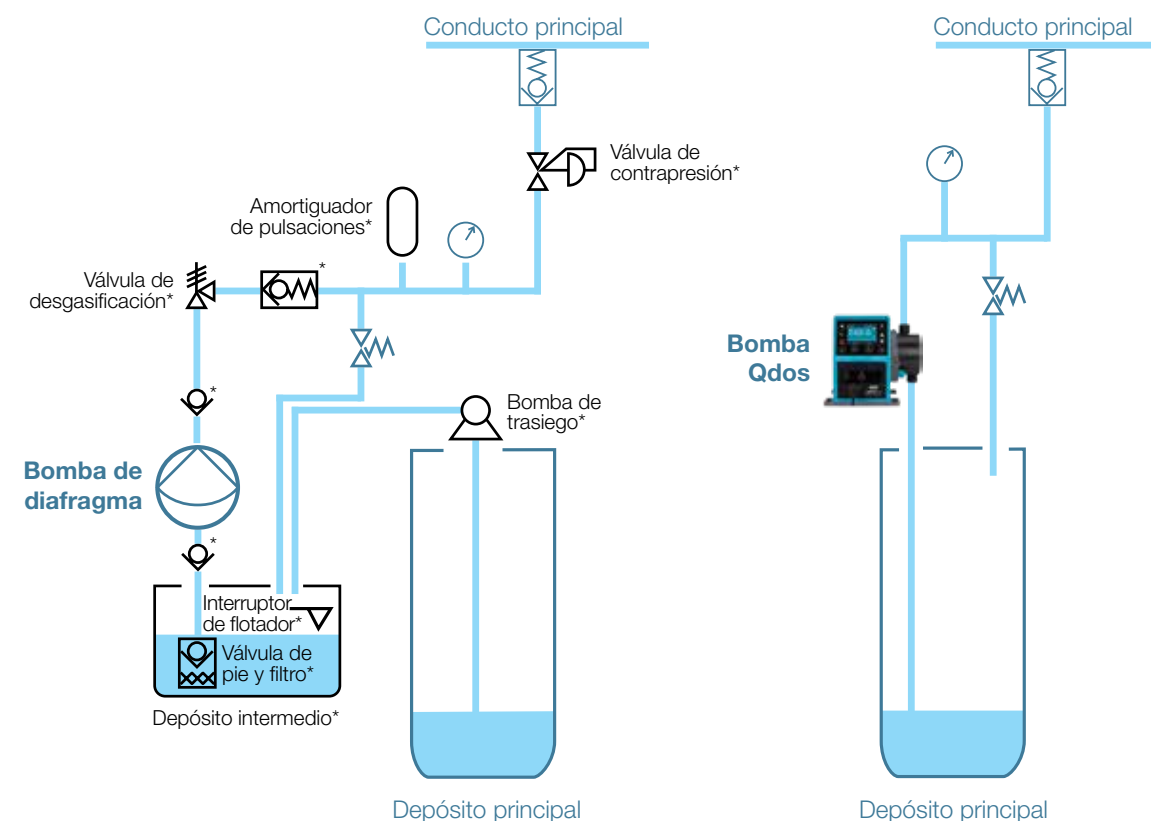 Conducto principal
Conducto principal
Válvula de
contrapresión*
Amortiguador
de pulsaciones*
*
Válvula de
desgasificación*
Bomba
Qdos
*
Bomba de
trasiego*
Bomba de
diafragma
*
Interruptor
de flotador*
Válvula de
pie y filtro*
Depósito intermedio*
Depósito principal
Depósito principal